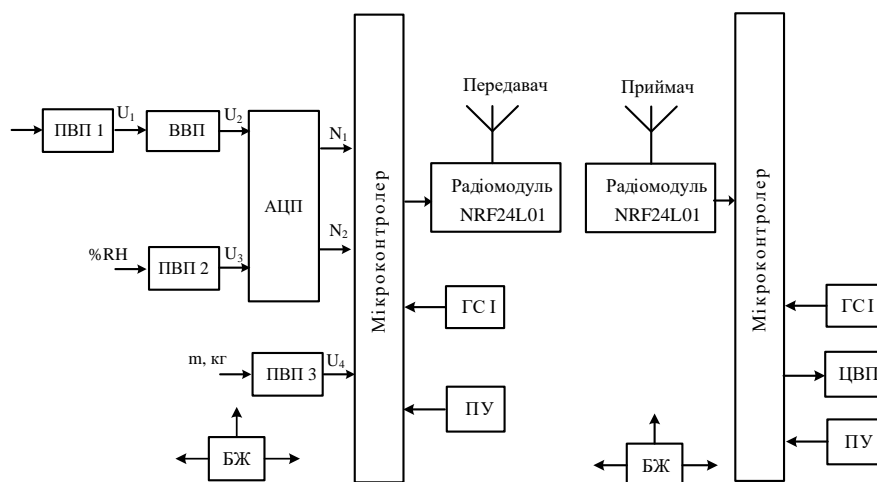 Передавач
Приймач
ПВП 1
U1
ВВП
U2
АЦП
N1
N2
%RH
ПВП 2
U3
m, кг
ПВП 3
U4
БЖ
Мікроконтролер
Радіомодуль
NRF24L01
ГС І
ПУ
Радіомодуль
NRF24L01
БЖ
Мікроконтролер
ГС І
ЦВП
ПУ